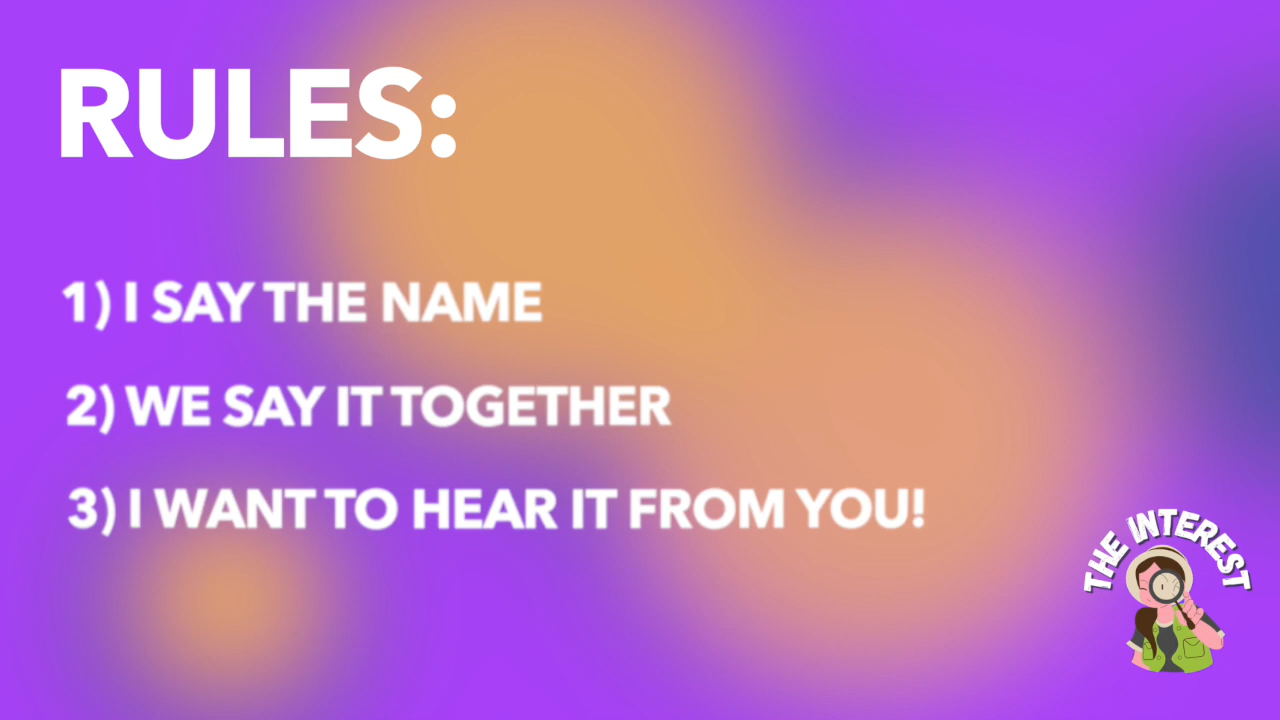 RULES:
1) I SAY THE NAME
2) WE SAY IT TOGETHER
3) I WANT TO HEAR IT FROM YOU!
THE INTEREST